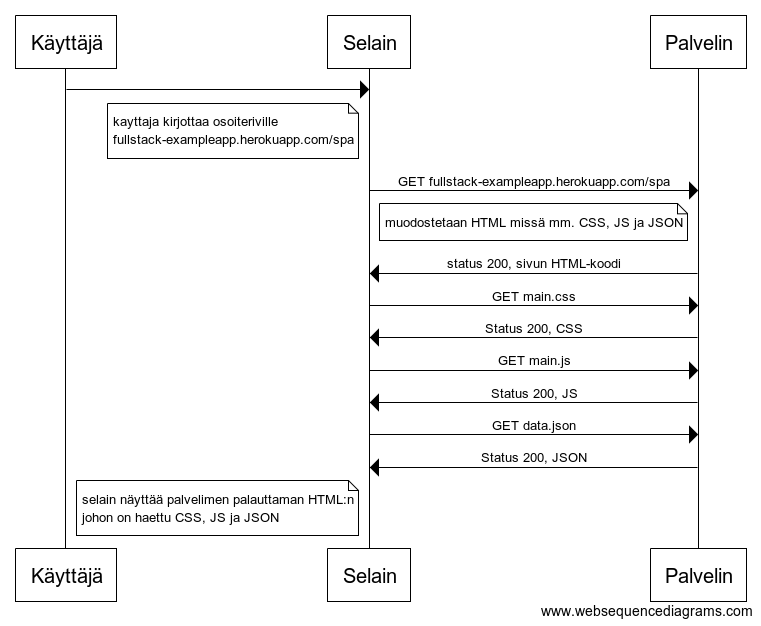 Käyttäjä
Selain
Palvelin
kayttaja kirjottaa osoiteriville
fullstack-exampleapp.herokuapp.com/spa
GET fullstack-exampleapp.herokuapp.com/spa
muodostetaan HTML missä mm. CSS, JS ja JSON
status 200, sivun HTML-koodi
GET main.css
Status 200, CSS
GET main.js
Status 200, JS
GET data.json
Status 200, JSON
selain näyttää palvelimen palauttaman HTML:n
johon on haettu CSS, JS ja JSON
Käyttäjä
Selain
Palvelin
www.websequencediagrams.com